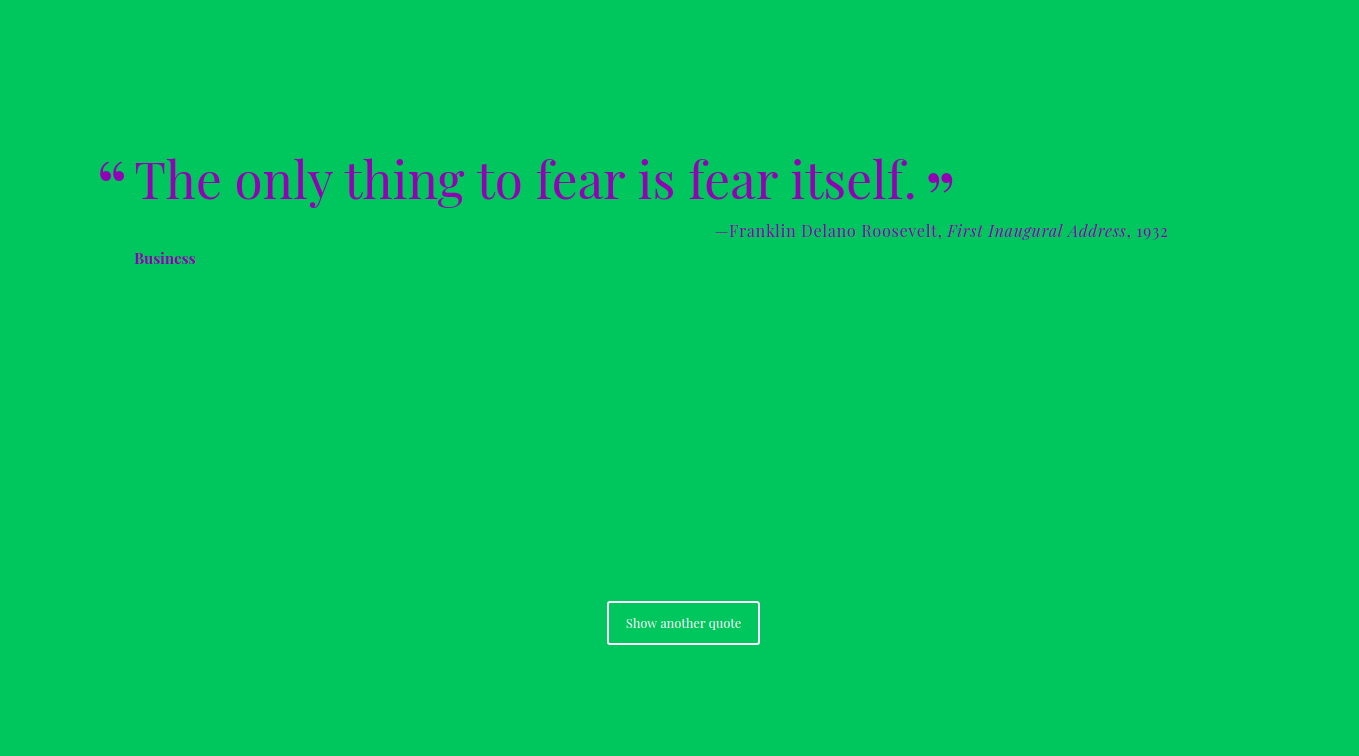 “ The only thing to fear is fear itself. ”
—Franklin Delano Roosevelt, First Inaugural Address, 1932
Business
Show another quote